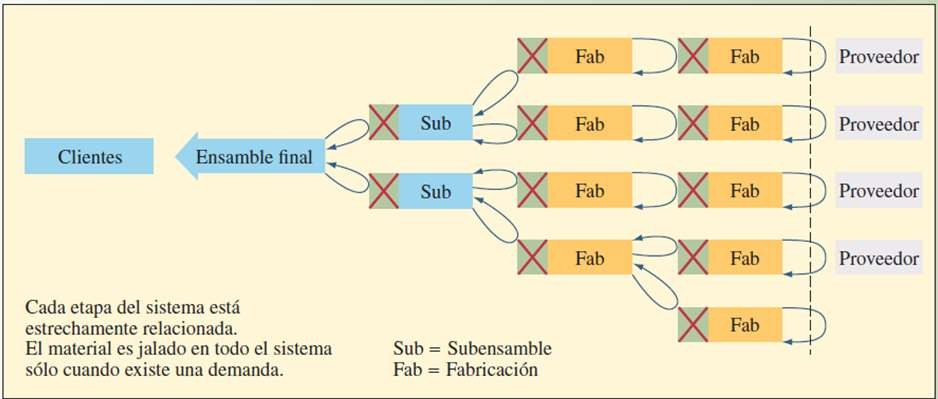 Fab Fab Proveedor
Sub Fab Fab Proveedor
Clientes Ensamble final
Sub Fab Fab Proveedor
Fab Fab Proveedor
Fab
Cada etapa del sistema está
estrechamente relacionada.
El material es jalado en todo el sistema
sólo cuando existe una demanda.
Sub = Subensamble
Fab = Fabricación